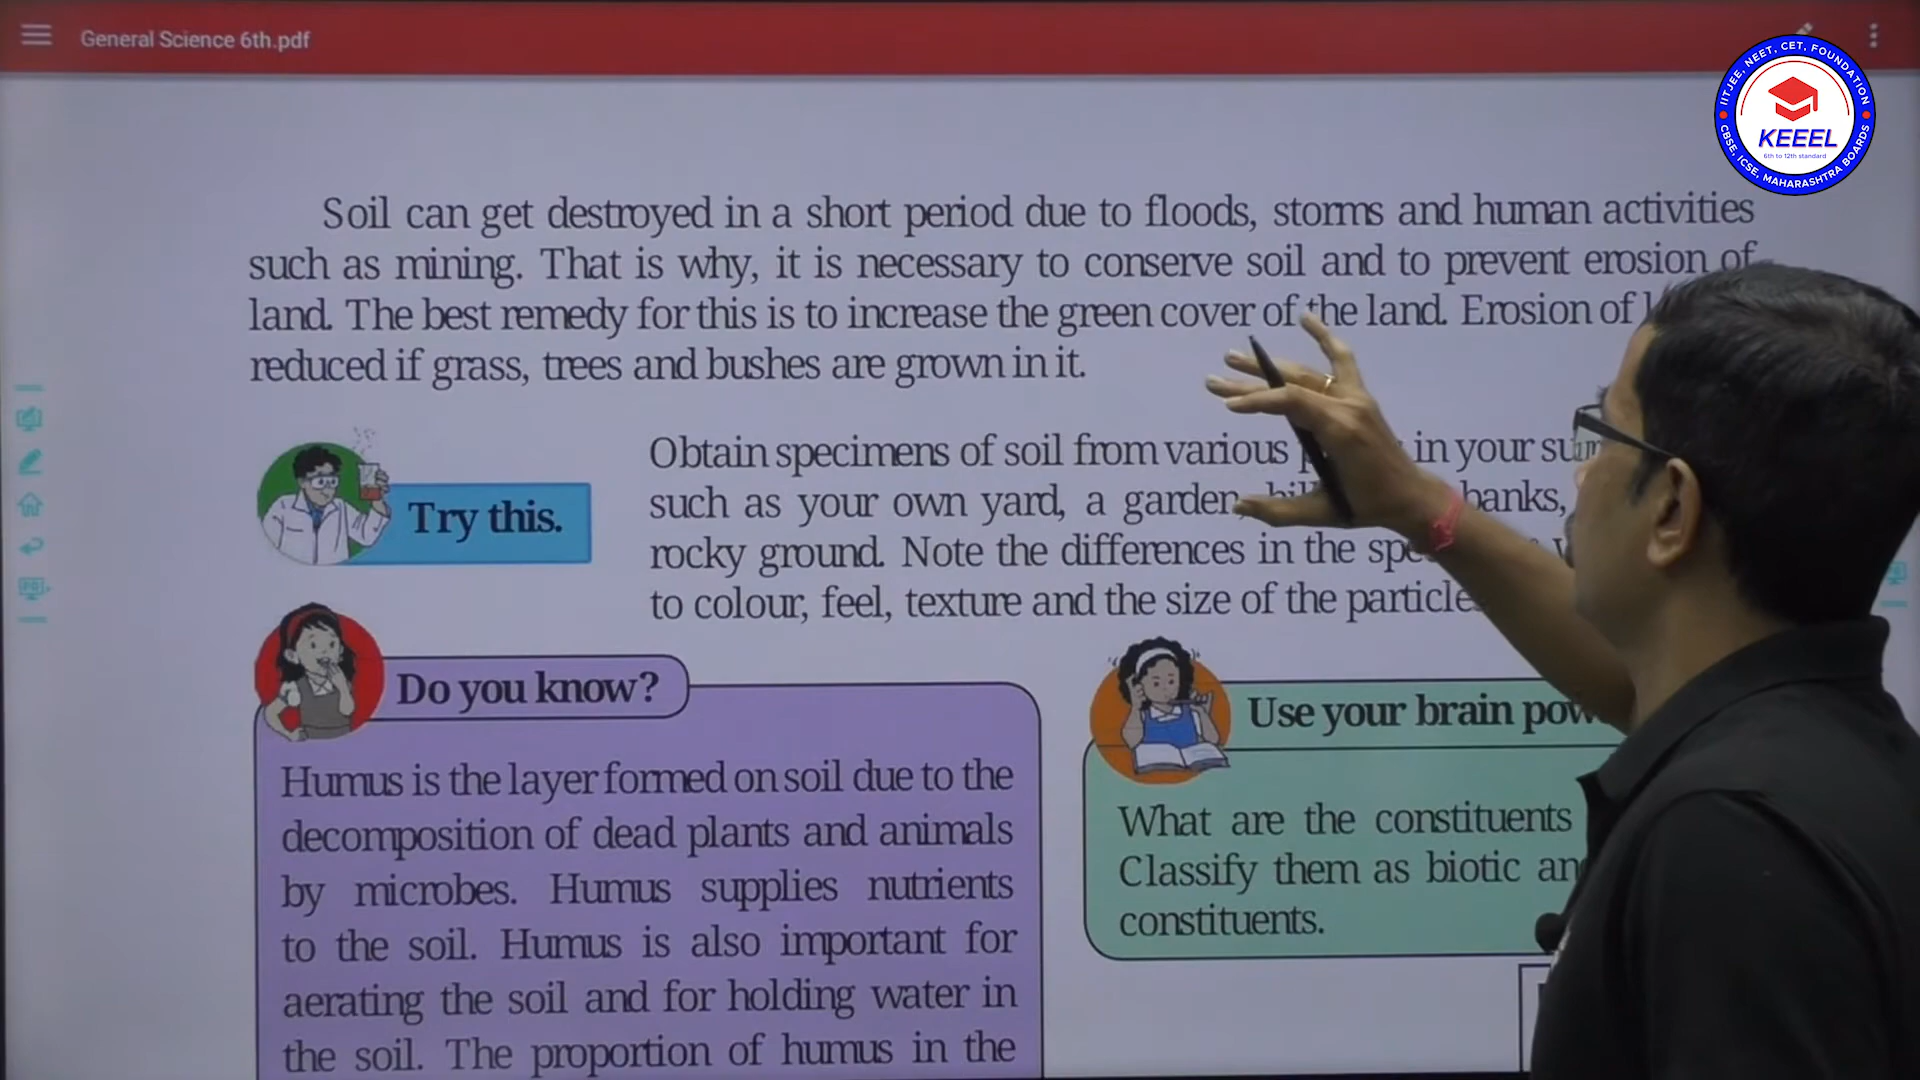 General Science 6th.pdf
IITJEE, NEET, CET, FOUNDATION
KEEEL
6th to 12th standard
CBSE, ICSE, MAHARASHTRA BOARDS
Soil can get destroyed in a short period due to floods, storms and human activities
such as mining. That is why, it is necessary to conserve soil and to prevent erosion of
land. The best remedy for this is to increase the green cover of the land. Erosion of
reduced if grass, trees and bushes are grown in it.
Try this.
Obtain specimens of soil from various in your
such as your own yard, a garden, banks,
rocky ground. Note the differences in the
to colour, feel, texture and the size of the
Do you know?
Humus is the layer formed on soil due to the
decomposition of dead plants and animals
by microbes. Humus supplies nutrients
to the soil. Humus is also important for
aerating the soil and for holding water in
the soil. The proportion of humus in the
Use your brain
What are the constituents
Classify them as biotic
constituents.